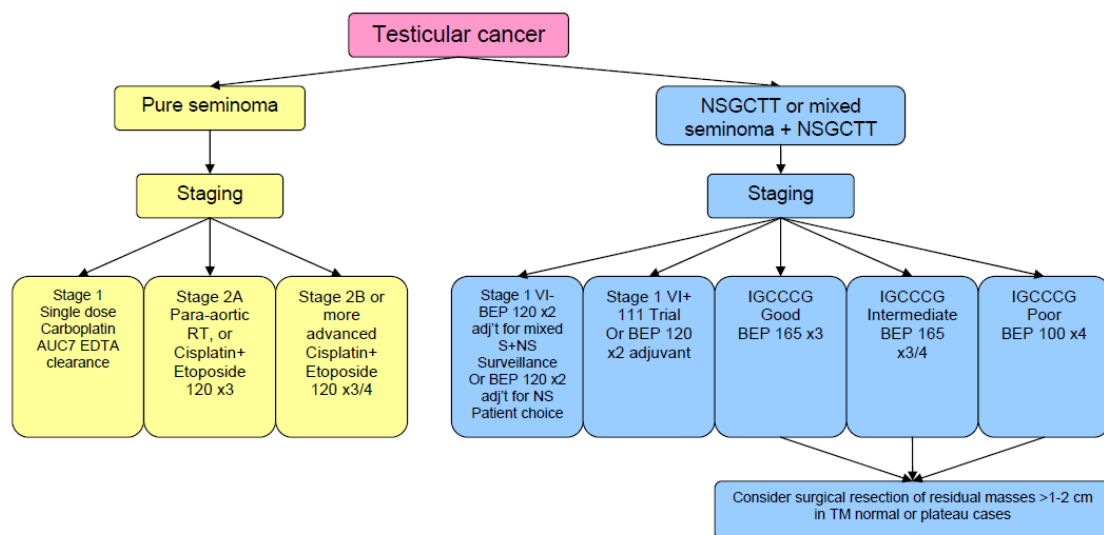 Testicular cancer
Pure seminoma
NSGCTT or mixed
seminoma + NSGCTT
Staging
Staging
Stage 1
Single dose
Carboplatin
AUC7 EDTA
clearance
Stage 2A
Para-aortic
RT, or
Cisplatin+
Etoposide
120 x3
Stage 2B or
more
advanced
Cisplatin+
Etoposide
120 x3/4
Stage 1 VI-
BEP 120 x2
adj't for mixed
S+NS
Surveillance
Or BEP 120 x2
adj't for NS
Patient choice
Stage 1 VI+
111 Trial
Or BEP 120
x2 adjuvant
IGCCCG
Good
BEP 165 x3
IGCCCG
Intermediate
BEP 165
x3/4
IGCCCG
Poor
BEP 100 x4
Consider surgical resection of residual masses >1-2 cm
in TM normal or plateau cases